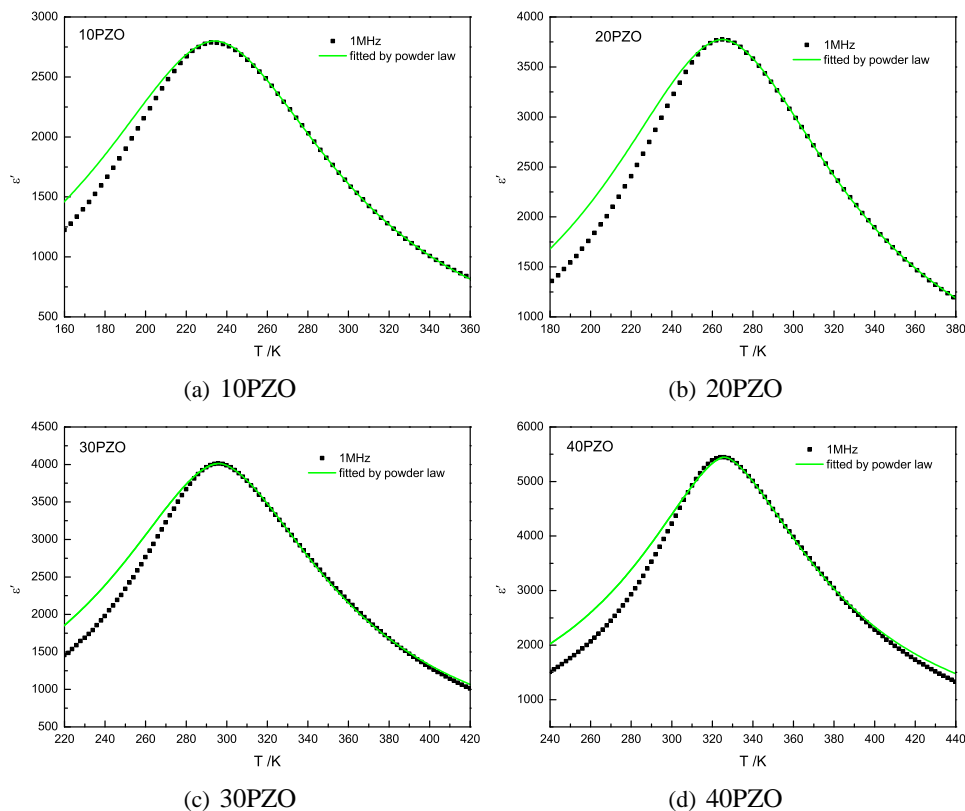 10PZO
1MHz
fitted by powder law
3000
2500
2000
1500
1000
500
ε′
160 180 200 220 240 260 280 300 320 340 360
T /K
(a) 10PZO
20PZO
1MHz
fitted by powder law
4000
3500
3000
2500
2000
1500
1000
ε′
180 200 220 240 260 280 300 320 340 360 380
T /K
(b) 20PZO
30PZO
1MHz
fitted by powder law
4500
4000
3500
3000
2500
2000
1500
1000
500
ε′
220 240 260 280 300 320 340 360 380 400 420
T /K
(c) 30PZO
40PZO
1MHz
fitted by powder law
6000
5000
4000
3000
2000
1000
ε′
240 260 280 300 320 340 360 380 400 420 440
T /K
(d) 40PZO